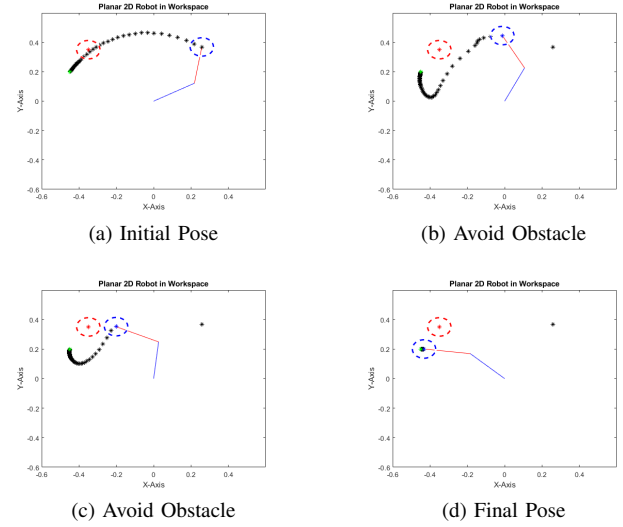 Planar 2D Robot in Workspace
Y-Axis
0.4
0.2
0
-0.2
-0.4
-0.6
-0.6 -0.4 -0.2 0 0.2 0.4
X-Axis
(a) Initial Pose
Planar 2D Robot in Workspace
Y-Axis
0.4
0.2
0
-0.2
-0.4
-0.6
-0.6 -0.4 -0.2 0 0.2 0.4
X-Axis
(b) Avoid Obstacle
Planar 2D Robot in Workspace
Y-Axis
0.4
0.2
0
-0.2
-0.4
-0.6
-0.6 -0.4 -0.2 0 0.2 0.4
X-Axis
(c) Avoid Obstacle
Planar 2D Robot in Workspace
Y-Axis
0.4
0.2
0
-0.2
-0.4
-0.6
-0.6 -0.4 -0.2 0 0.2 0.4
X-Axis
(d) Final Pose